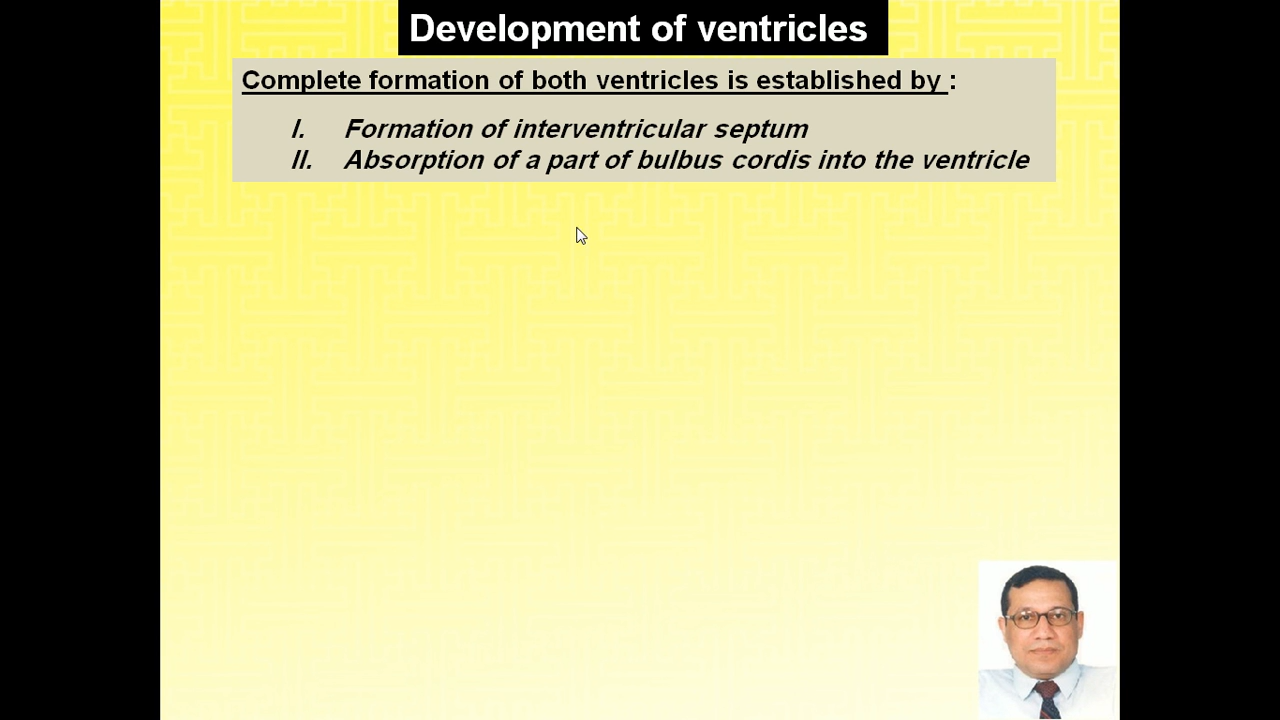 Development of ventricles
Complete formation of both ventricles is established by :
I. Formation of interventricular septum
II. Absorption of a part of bulbus cordis into the ventricle